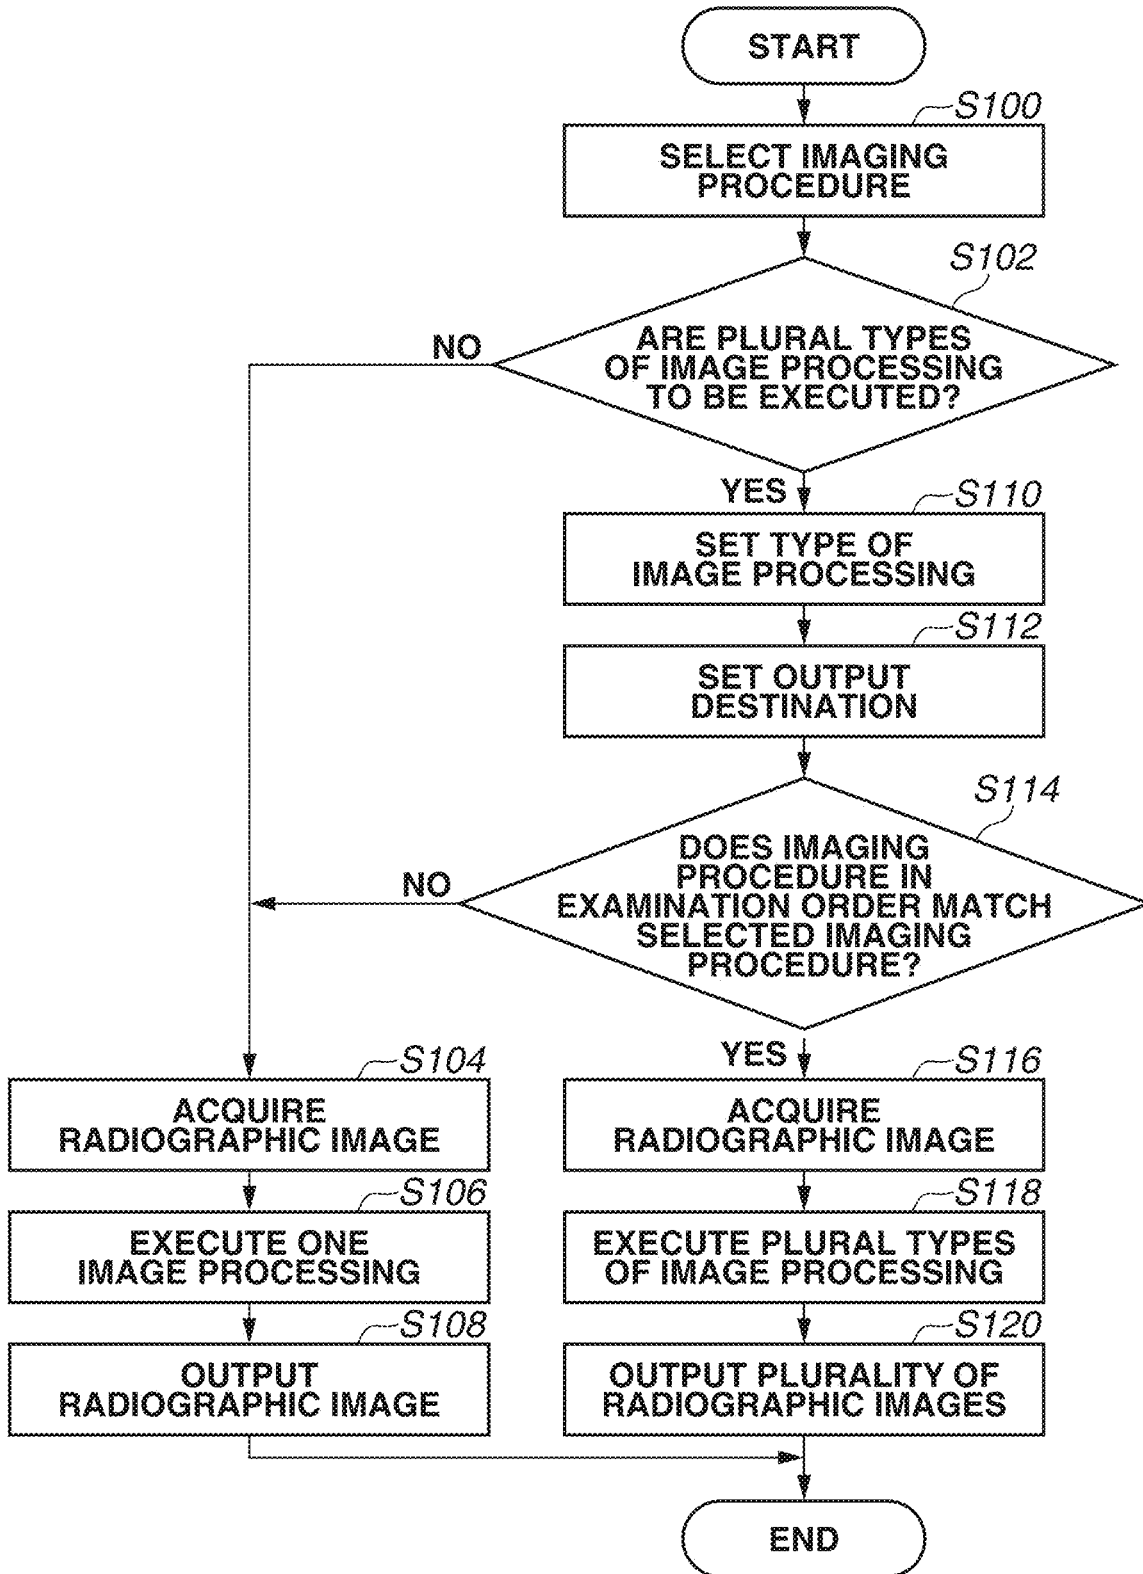 START
S100
SELECT IMAGING
PROCEDURE
S102
ARE PLURAL TYPES
OF IMAGE PROCESSING
TO BE EXECUTED?
NO
YES
S110
SET TYPE OF
IMAGE PROCESSING
S112
SET OUTPUT
DESTINATION
S114
DOES IMAGING
PROCEDURE IN
EXAMINATION ORDER MATCH
SELECTED IMAGING
PROCEDURE?
NO
YES
S104
ACQUIRE
RADIOGRAPHIC IMAGE
S116
ACQUIRE
RADIOGRAPHIC IMAGE
S106
EXECUTE ONE
IMAGE PROCESSING
S118
EXECUTE PLURAL TYPES
OF IMAGE PROCESSING
S108
OUTPUT
RADIOGRAPHIC IMAGE
S120
OUTPUT PLURALITY OF
RADIOGRAPHIC IMAGES
END